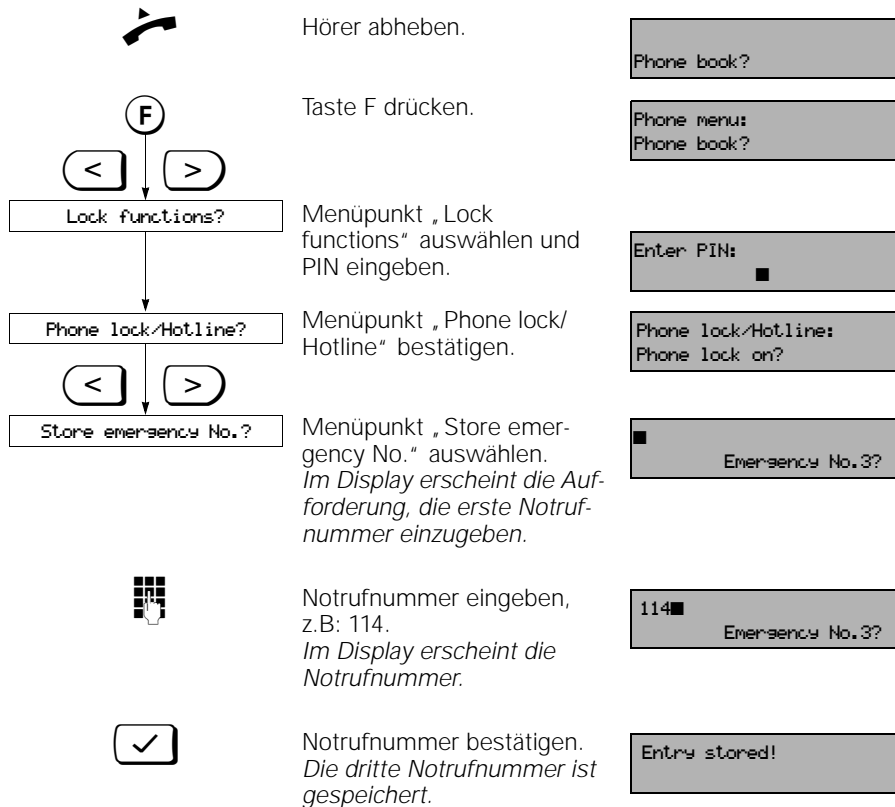 Hörer abheben.
Phone book?
F
Taste F drücken.
Phone menu:
Phone book?
< >
Lock functions?
Menüpunkt „Lock
functions" auswählen und
PIN eingeben.
Enter PIN:
Phone lock/Hotline?
Menüpunkt „Phone lock/
Hotline" bestätigen.
Phone lock/Hotline:
Phone lock on?
< >
Store emergency No.?
Menüpunkt „Store emer-
gency No." auswählen.
Im Display erscheint die Auf-
forderung, die erste Notruf-
nummer einzugeben.
Emergency No.3?
Notrufnummer eingeben,
z.B: 114.
Im Display erscheint die
Notrufnummer.
114
Emergency No.3?
Notrufnummer bestätigen.
Die dritte Notrufnummer ist
gespeichert.
Entry stored!